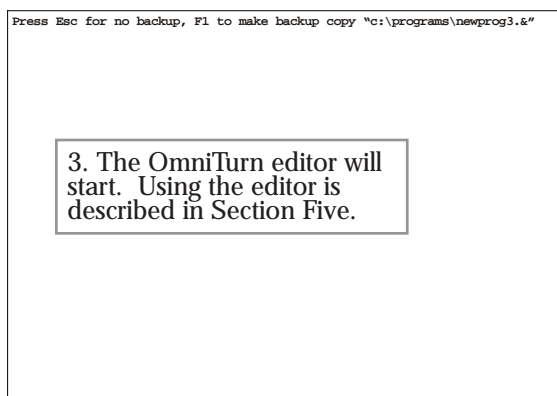 Press Esc for no backup, F1 to make backup copy “c:\programs\newprog3.&”
3. The OmniTurn editor will
start. Using the editor is
described in Section Five.